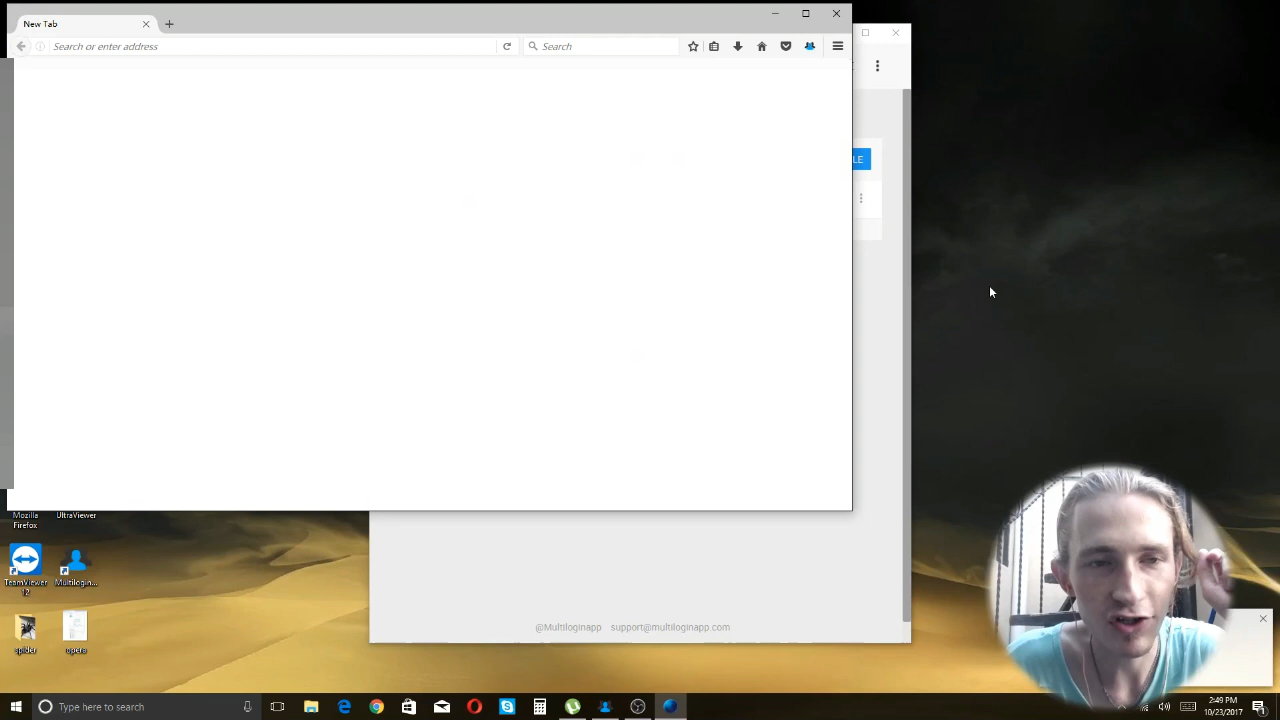 New Tab
Search or enter address
Search
LE
Mozilla
Firefox
UltraViewer
TeamViewer
12
Multilogin...
spider
opera
@Multiloginapp support@multiloginapp.com
Type here to search
2:49 PM
10/23/2017